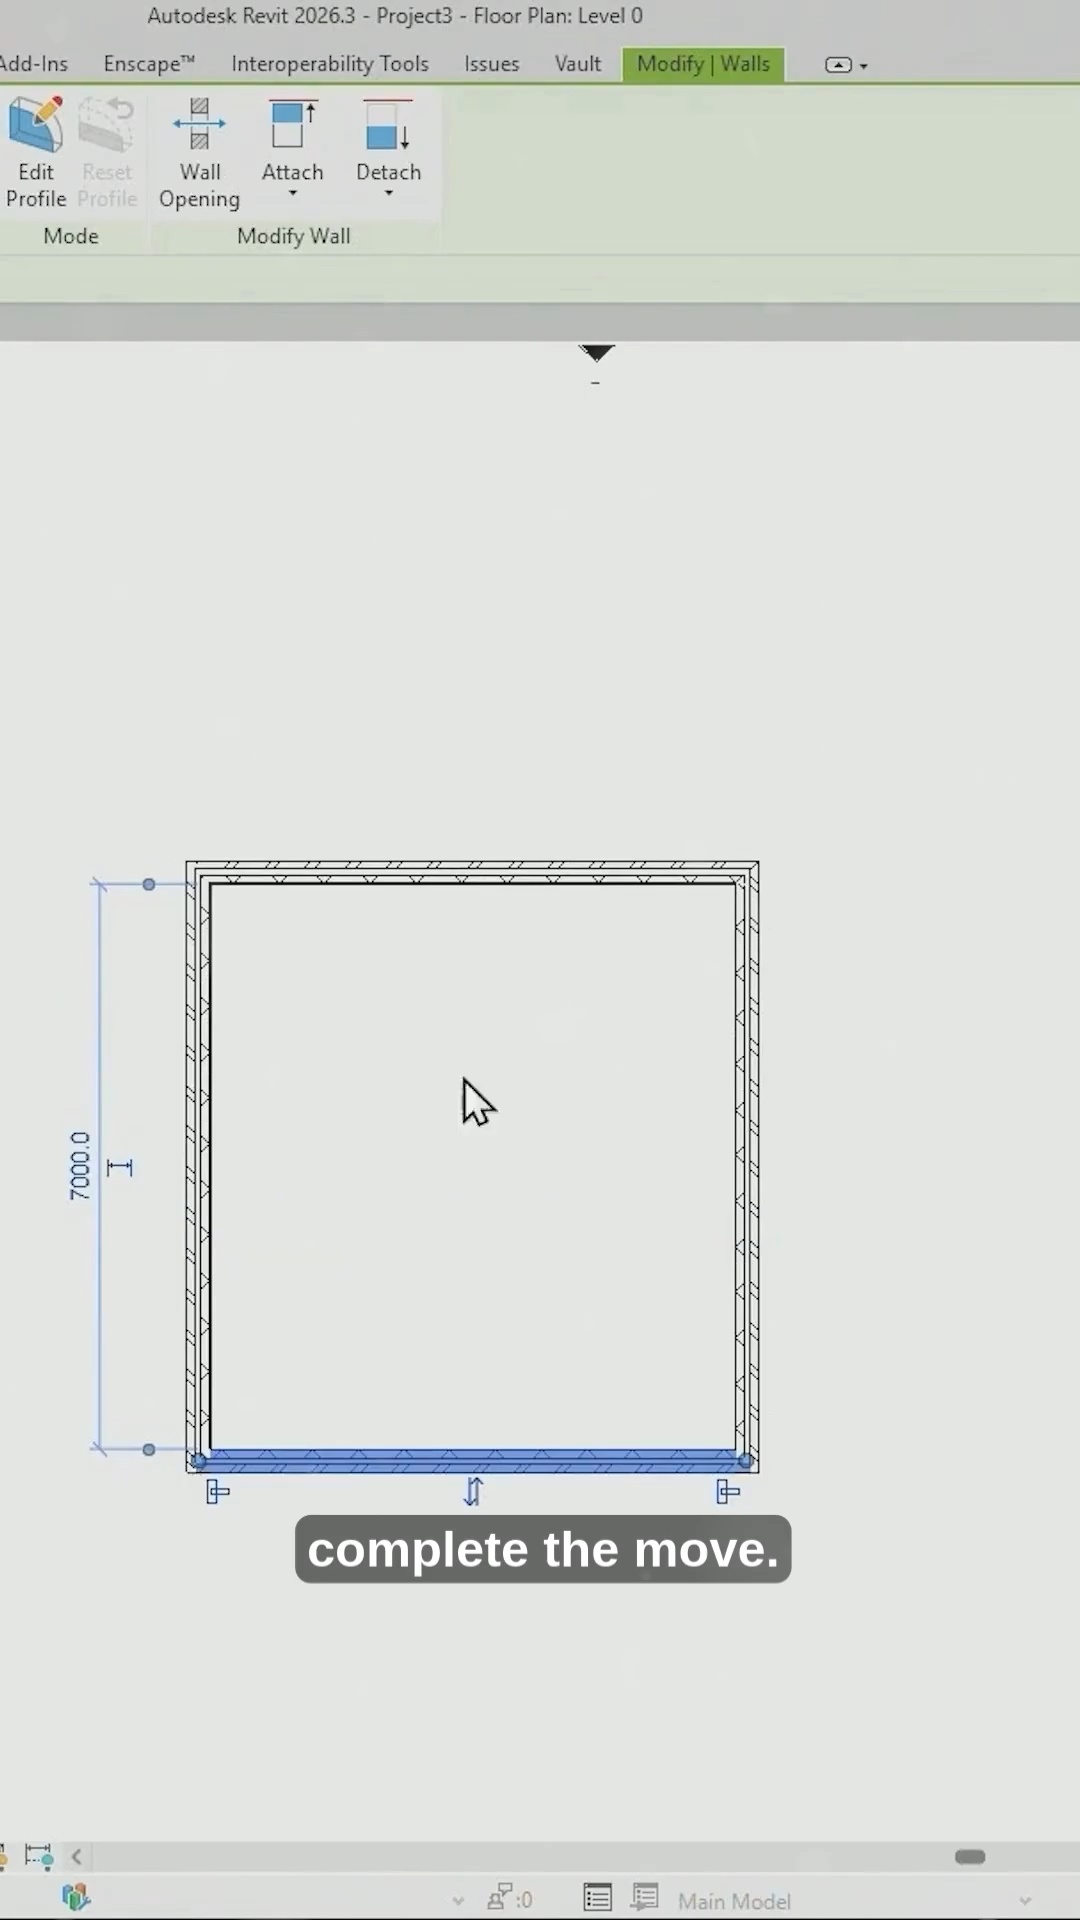 Autodesk Revit 2026.3 - Project3 - Floor Plan: Level 0
Add-Ins Enscape™ Interoperability Tools Issues Vault Modify | Walls
Edit Profile
Reset Profile
Wall Opening
Attach
Detach
Mode
Modify Wall
7000.0
complete the move.
:0
Main Model